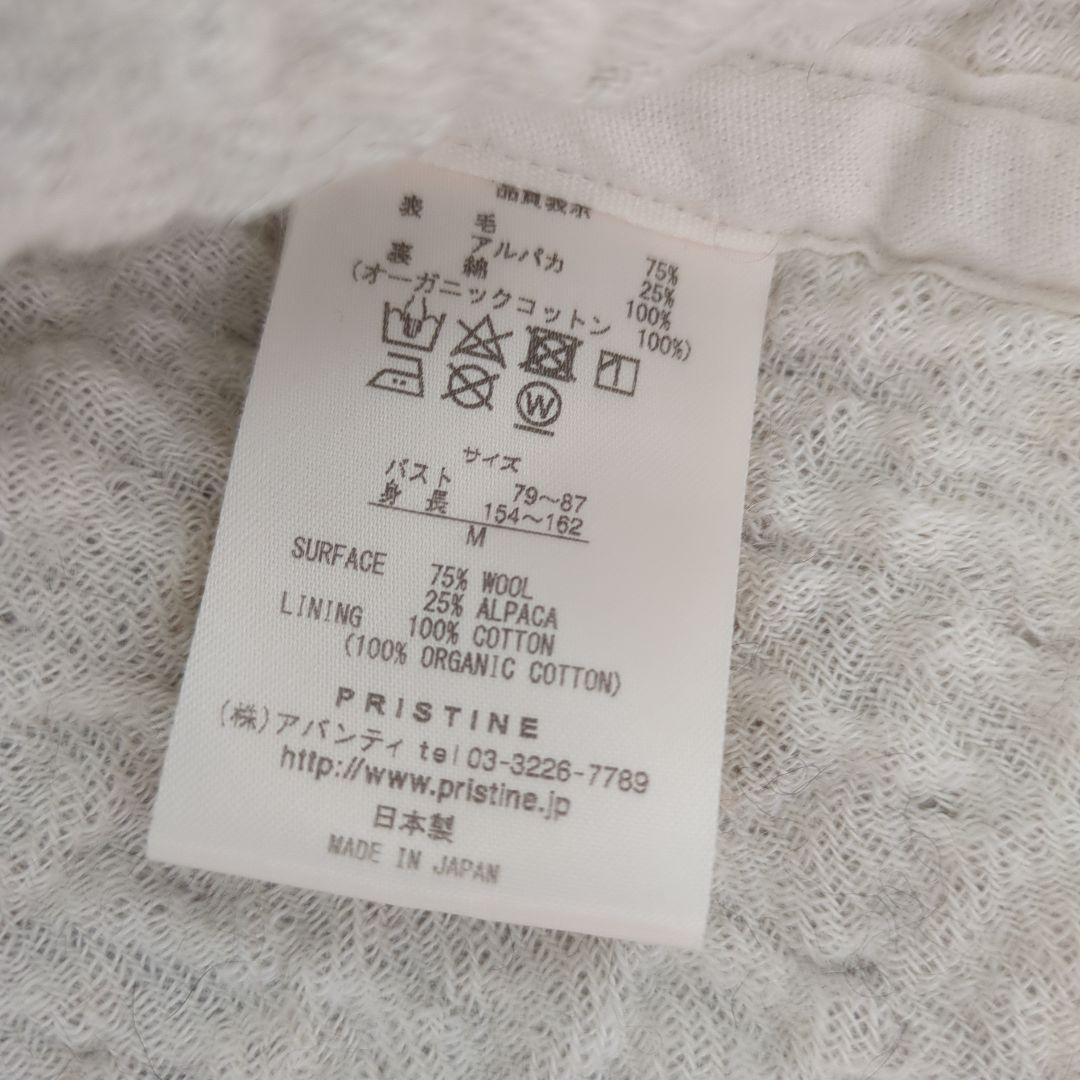 品質表示
表 毛 75%
アルパカ 25%
裏 綿 100%
(オーガニックコットン 100%)
W
サイズ
バスト 79～87
身長 154～162
M
SURFACE 75% WOOL
25% ALPACA
LINING 100% COTTON
(100% ORGANIC COTTON)
PRISTINE
(株)アバンティ tel 03-3226-7789
http://www.pristine.jp
日本製
MADE IN JAPAN